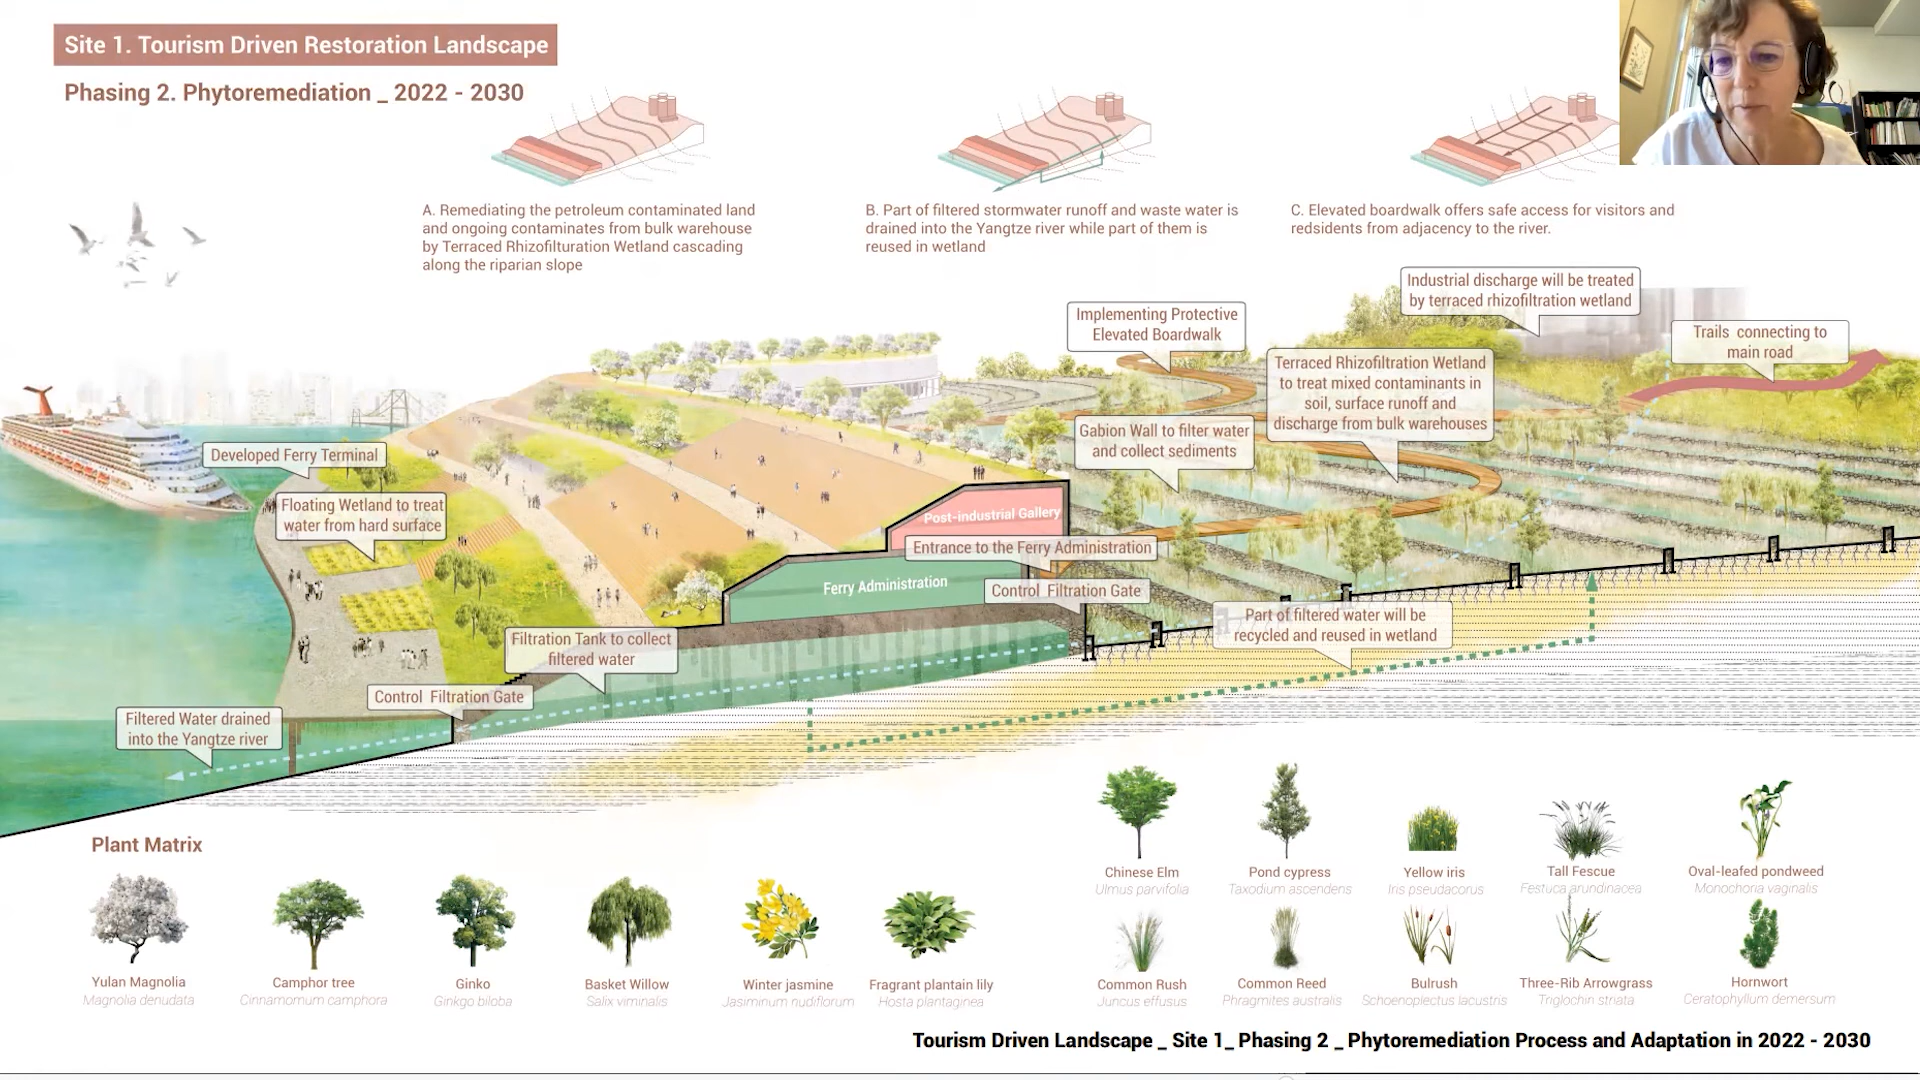 Site 1. Tourism Driven Restoration Landscape
Phasing 2. Phytoremediation _ 2022 - 2030
A. Remediating the petroleum contaminated land
and ongoing contaminates from bulk warehouse
by Terraced Rhizofilturation Wetland cascading
along the riparian slope
B. Part of filtered stormwater runoff and waste water is
drained into the Yangtze river while part of them is
reused in wetland
C. Elevated boardwalk offers safe access for visitors and
redsidents from adjacency to the river.
Industrial discharge will be treated
by terraced rhizofiltration wetland
Implementing Protective
Elevated Boardwalk
Trails connecting to
main road
Terraced Rhizofiltration Wetland
to treat mixed contaminants in
soil, surface runoff and
discharge from bulk warehouses
Gabion Wall to filter water
and collect sediments
Developed Ferry Terminal
Floating Wetland to treat
water from hard surface
Post-industrial Gallery
Entrance to the Ferry Administration
Ferry Administration
Control Filtration Gate
Part of filtered water will be
recycled and reused in wetland
Filtration Tank to collect
filtered water
Control Filtration Gate
Filtered Water drained
into the Yangtze river
Plant Matrix
Chinese Elm
Ulmus parvifolia
Pond cypress
Taxodium ascendens
Yellow iris
Iris pseudacorus
Tall Fescue
Festuca arundinacea
Oval-leafed pondweed
Monochoria vaginalis
Yulan Magnolia
Magnolia denudata
Camphor tree
Cinnamomum camphora
Ginko
Ginkgo biloba
Basket Willow
Salix viminalis
Winter jasmine
Jasiminum nudiflorum
Fragrant plantain lily
Hosta plantaginea
Common Rush
Juncus effusus
Common Reed
Phragmites australis
Bulrush
Schoenoplectus lacustris
Three-Rib Arrowgrass
Triglochin striata
Hornwort
Ceratophyllum demersum
Tourism Driven Landscape _ Site 1_ Phasing 2 _ Phytoremediation Process and Adaptation in 2022 - 2030